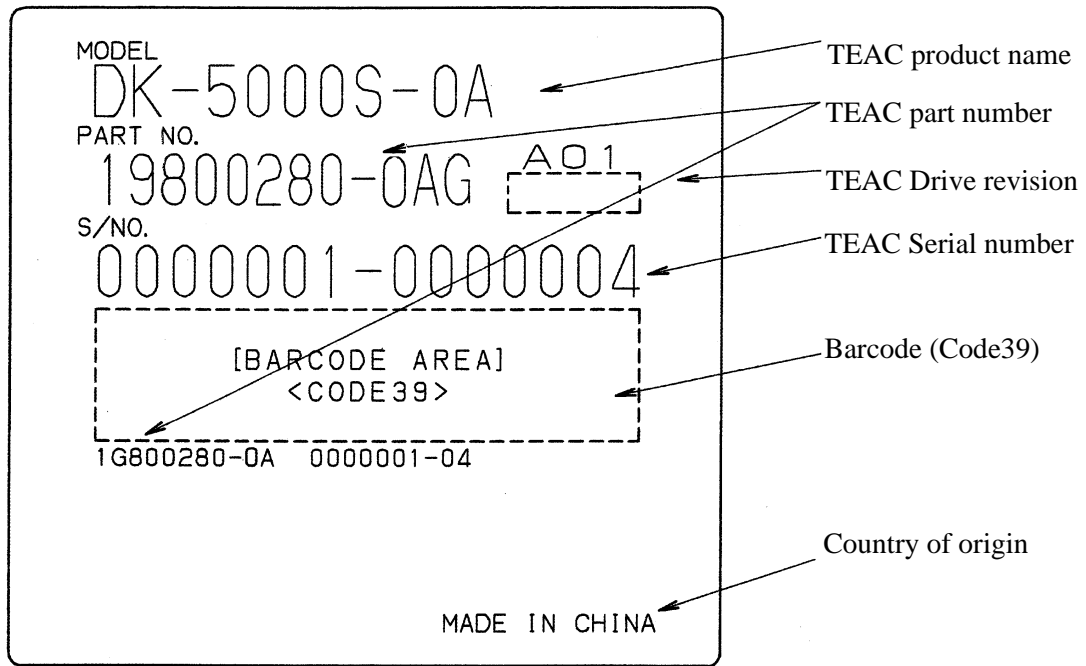 MODEL
DK-5000S-0A
TEAC product name
PART NO.
TEAC part number
19800280-0AG
A01
TEAC Drive revision
S/NO.
TEAC Serial number
0000001-0000004
[BARCODE AREA]
<CODE39>
Barcode (Code39)
1G800280-0A 0000001-04
Country of origin
MADE IN CHINA